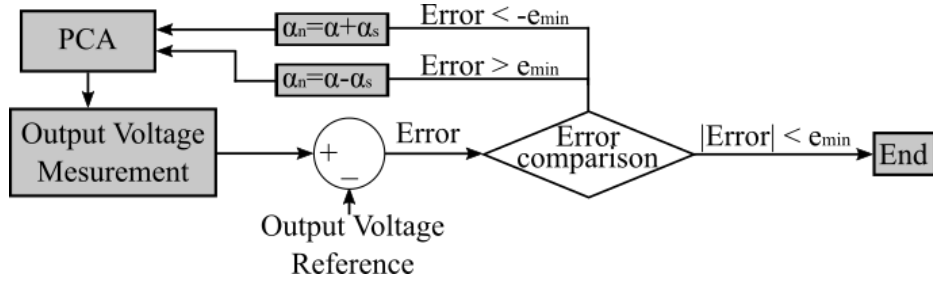 PCA
αn=α+αs
Error < -emin
αn=α-αs
Error > emin
Output Voltage
Mesurement
+
−
Error
Error
comparison
|Error| < emin
End
Output Voltage
Reference